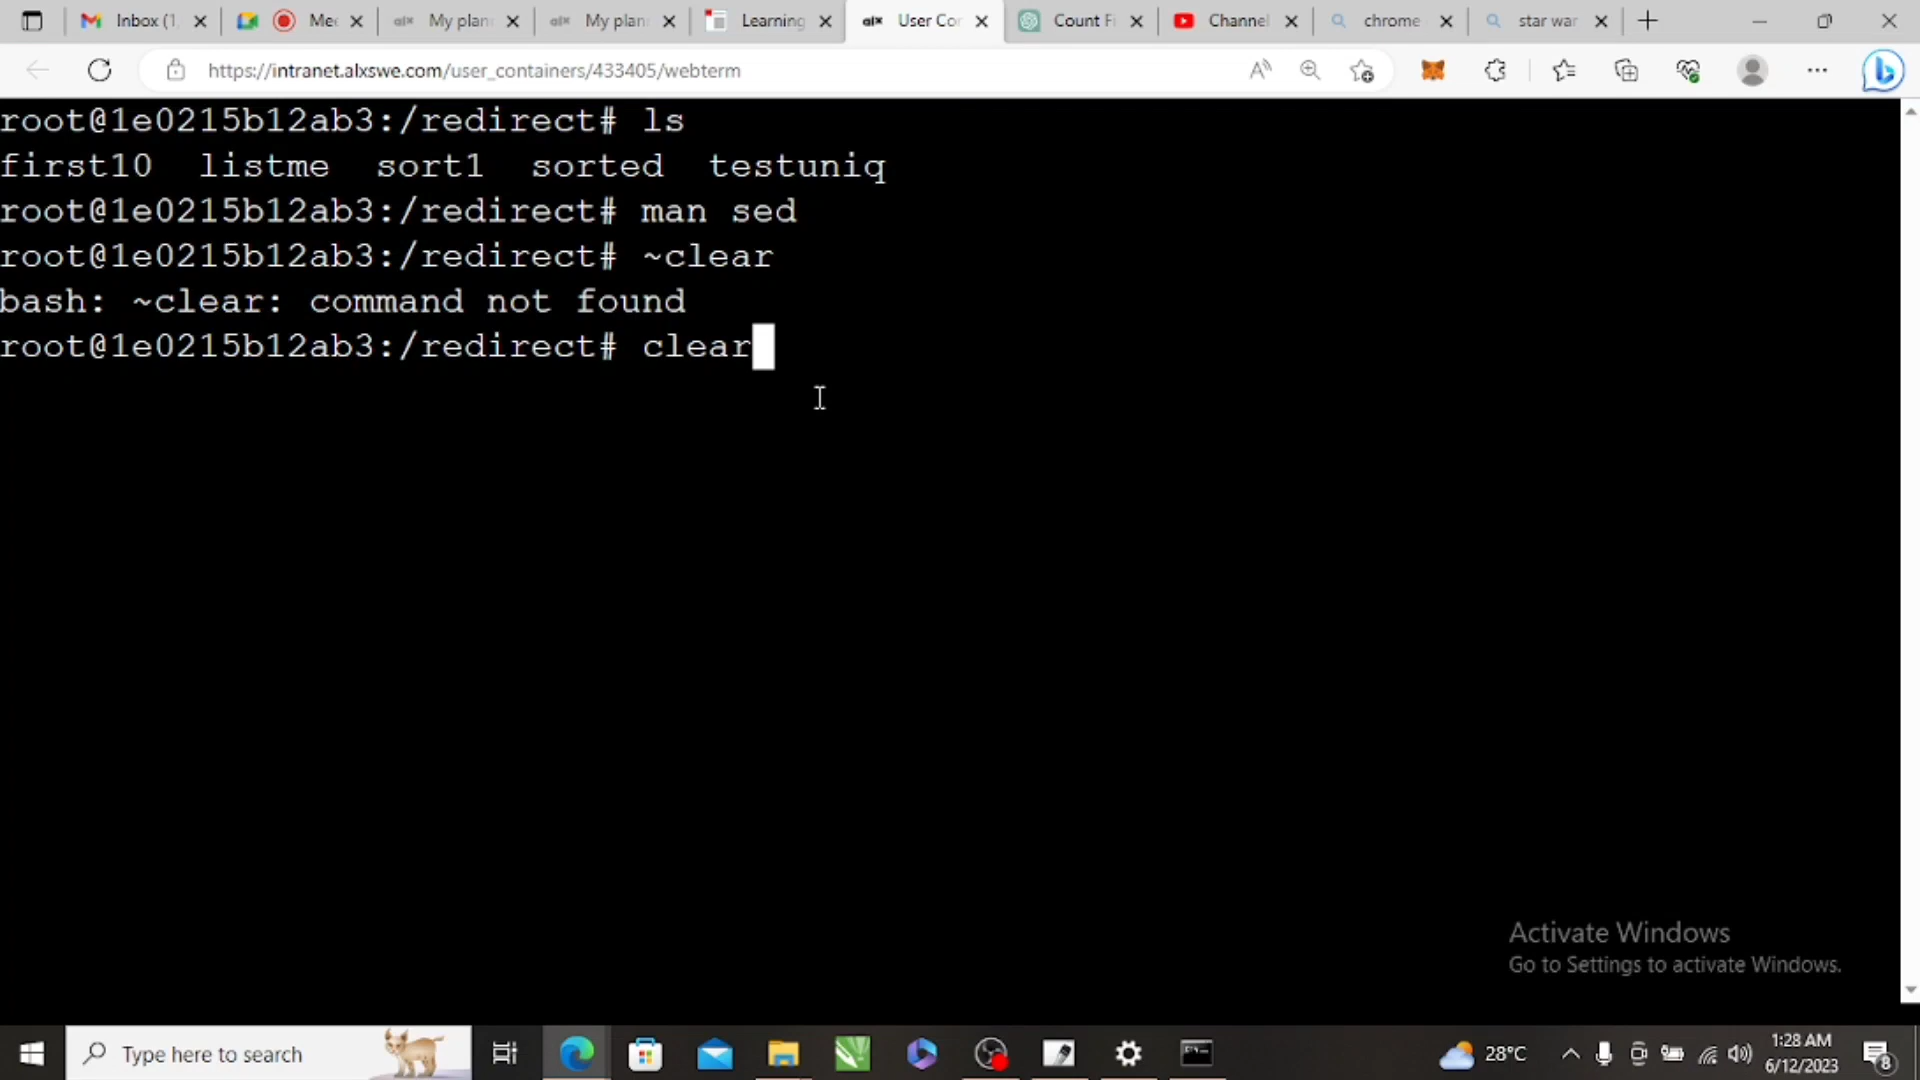 Inbox (1,
Mee
My plan
My plan
Learning
User Cor
Count Fi
Channel
chrome
star war
https://intranet.alxswe.com/user_containers/433405/webterm
root@1e0215b12ab3:/redirect# ls
first10 listme sort1 sorted testuniq
root@1e0215b12ab3:/redirect# man sed
root@1e0215b12ab3:/redirect# ~clear
bash: ~clear: command not found
root@1e0215b12ab3:/redirect# clear
Activate Windows
Go to Settings to activate Windows.
Type here to search
28°C
1:28 AM
6/12/2023
8